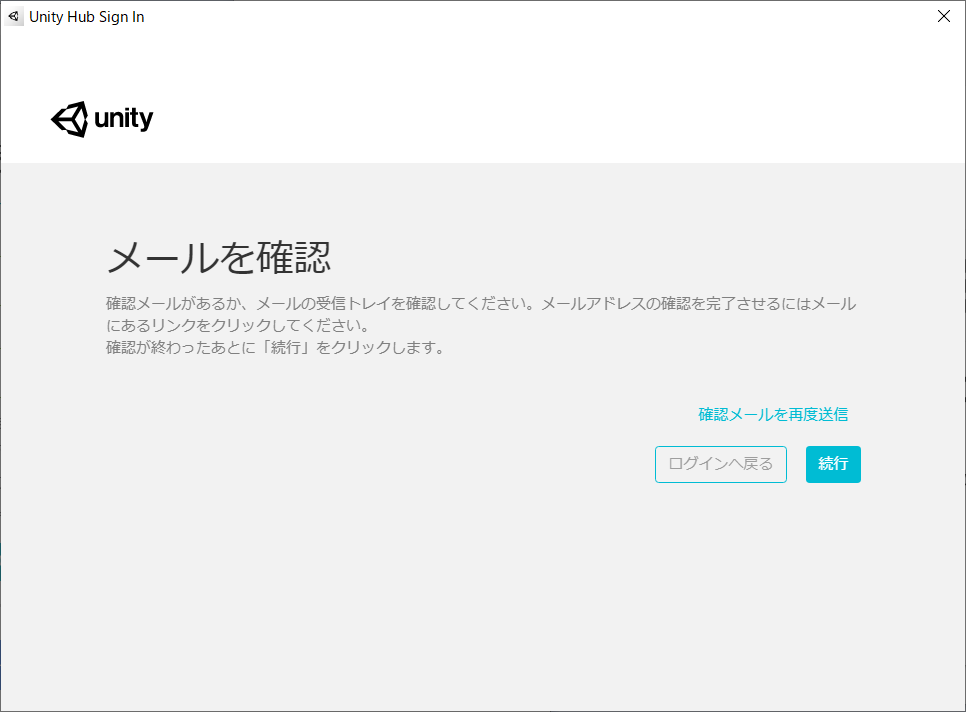 Unity Hub Sign In
unity
メールを確認
確認メールがあるか、メールの受信トレイを確認してください。メールアドレスの確認を完了させるにはメール
にあるリンクをクリックしてください。
確認が終わったあとに「続行」をクリックします。
確認メールを再度送信
ログインへ戻る
続行